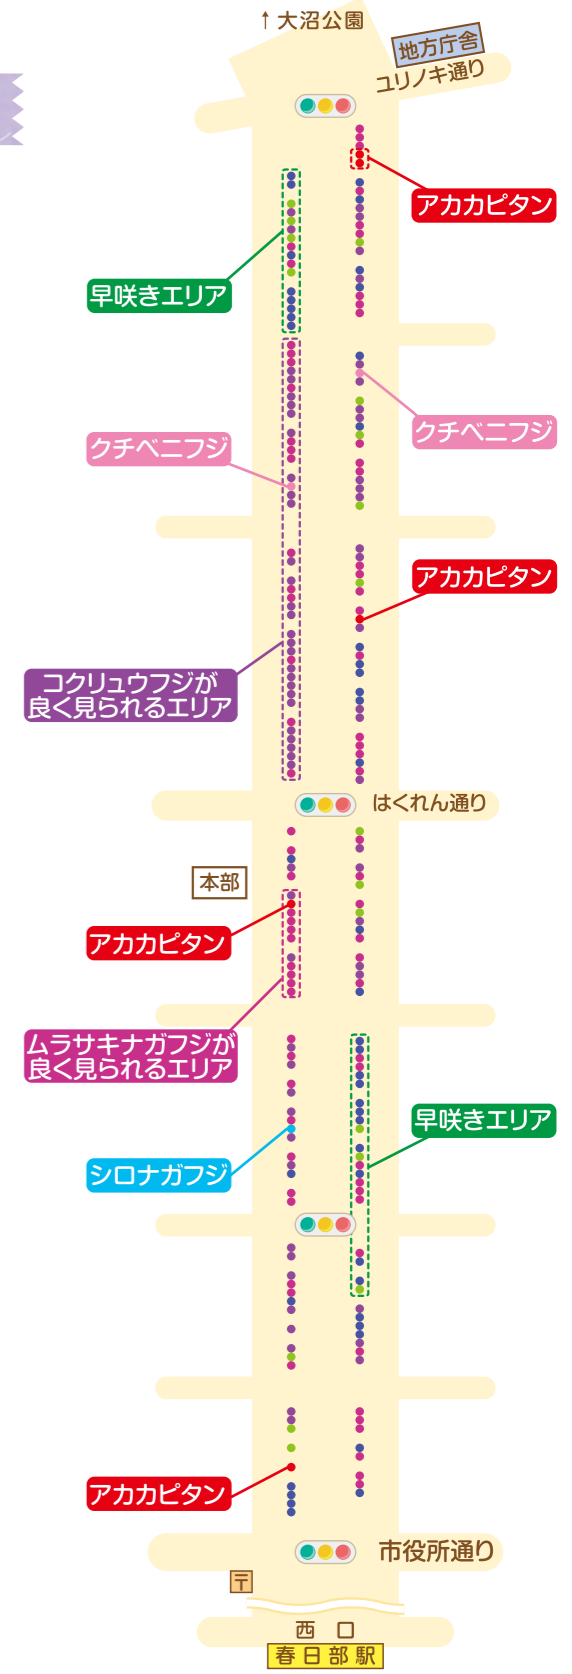 ↑大沼公園
地方庁舎
ユリノキ通り
アカカピタン
早咲きエリア
クチベニフジ
クチベニフジ
アカカピタン
コクリュウフジが
良く見られるエリア
はくれん通り
本部
アカカピタン
ムラサキナガフジが
良く見られるエリア
早咲きエリア
シロナガフジ
アカカピタン
市役所通り
〒
西口
春日部駅